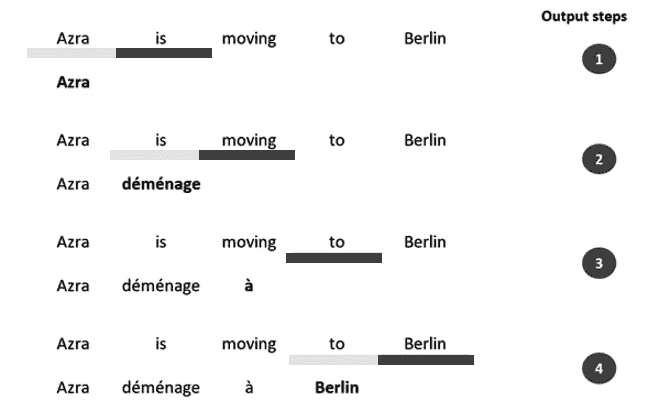 Output steps
Azra is moving to Berlin
1
Azra
Azra is moving to Berlin
2
Azra déménage
Azra is moving to Berlin
3
Azra déménage à
Azra is moving to Berlin
4
Azra déménage à Berlin